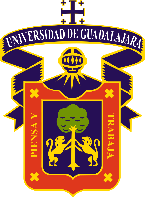 UNIVERSIDAD DE GUADALAJARA
PIENSA Y
TRABAJA